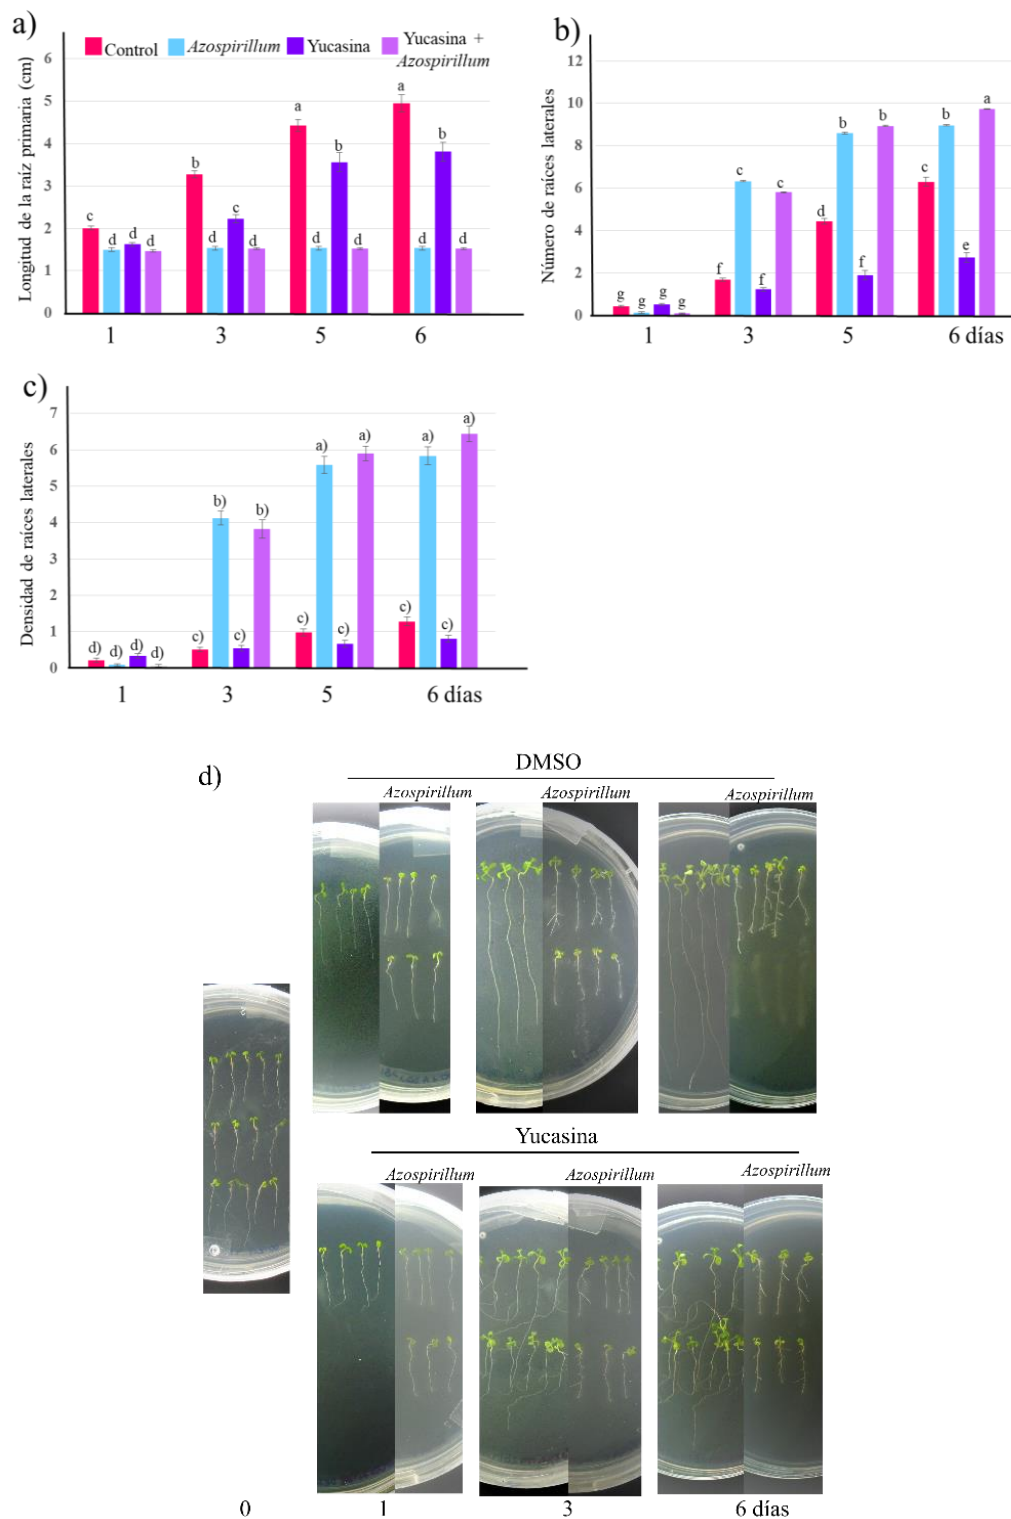 a)
Control Azospirillum Yucasina Yucasina + Azospirillum
Longitud de la raíz primaria (cm)
6
5
4
3
2
1
0
c d d d
b d c d
a d b d
a d b d
1 3 5 6
b)
Número de raíces laterales
12
10
8
6
4
2
0
g g g g
f c f c
d b f b
c b e a
1 3 5 6 días
c)
Densidad de raíces laterales
7
6
5
4
3
2
1
0
d) d) d) d)
c) b) c) b)
c) a) c) a)
c) a) c) a)
1 3 5 6 días
d)
DMSO
Azospirillum Azospirillum Azospirillum
Yucasina
Azospirillum Azospirillum Azospirillum
0 1 3 6 días